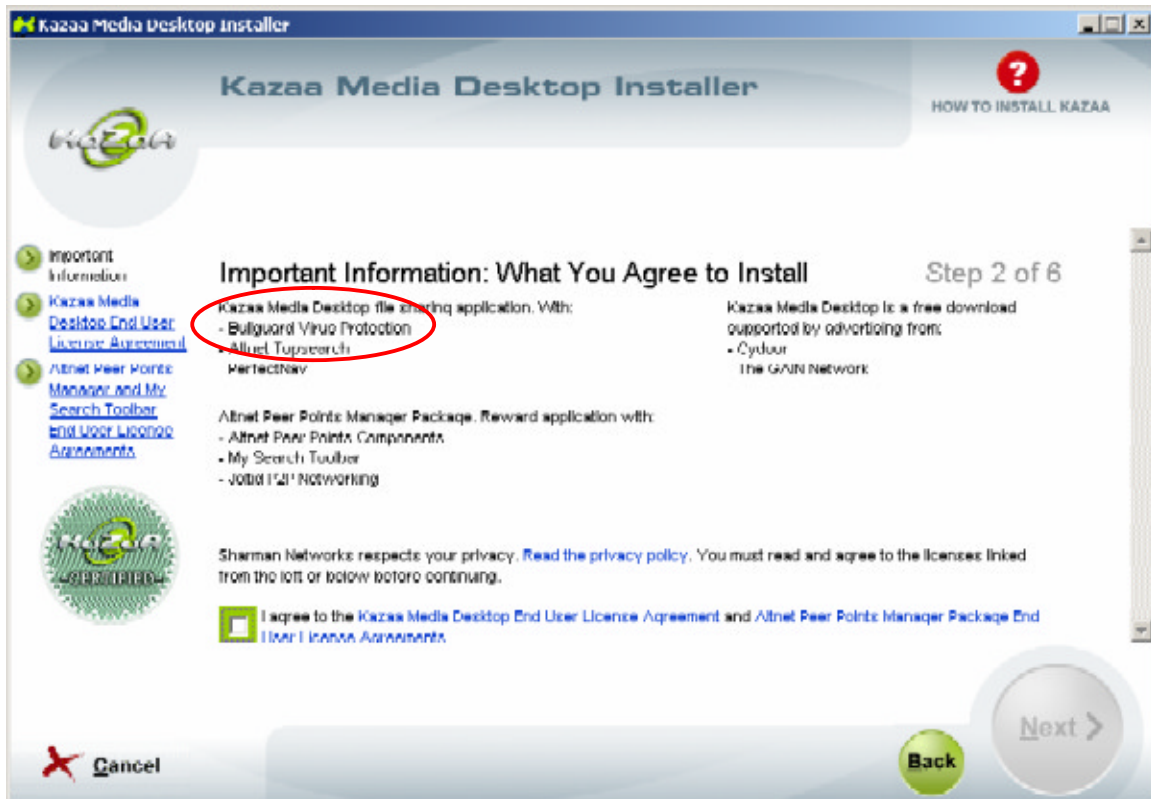 Kazaa Media Desktop Installer
Kazaa Media Desktop Installer
HOW TO INSTALL KAZAA
KaZaA
Important
Information
Kazaa Media
Desktop End User
License Agreement
Altnet Peer Points
Manager and My
Search Toolbar
End User License
Agreements
KaZaA
CERTIFIED
Important Information: What You Agree to Install
Step 2 of 6
Kazaa Media Desktop file sharing application. With:
- Bullguard Virus Protection
- Altnet Topsearch
PerfectNav
Kazaa Media Desktop is a free download
supported by advertising from:
- Cydoor
The GAIN Network
Altnet Peer Points Manager Package. Reward application with:
- Altnet Peer Points Components
- My Search Toolbar
- Joltid P2P Networking
Sharman Networks respects your privacy. Read the privacy policy. You must read and agree to the licenses linked
from the left or below before continuing.
I agree to the Kazaa Media Desktop End User License Agreement and Altnet Peer Points Manager Package End
User License Agreements
Cancel
Back
Next >